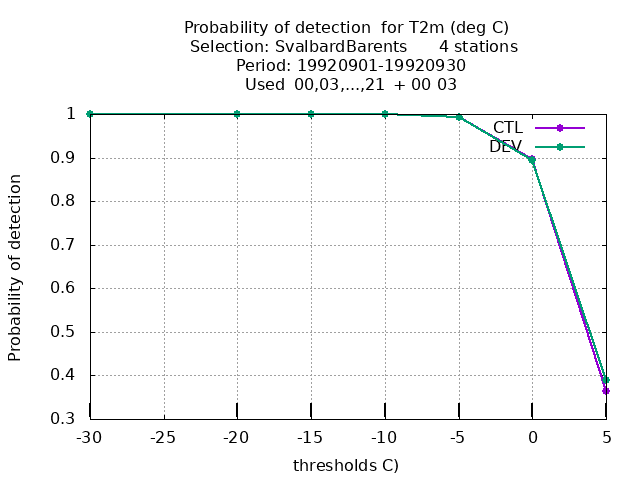 Probability of detection  for T2m (deg C)
Selection: SvalbardBarents      4 stations
Period: 19920901-19920930
Used  00,03,...,21  + 00 03
CTL
DEV
Probability of detection
1
0.9
0.8
0.7
0.6
0.5
0.4
0.3
-30
-25
-20
-15
-10
-5
0
5
thresholds C)